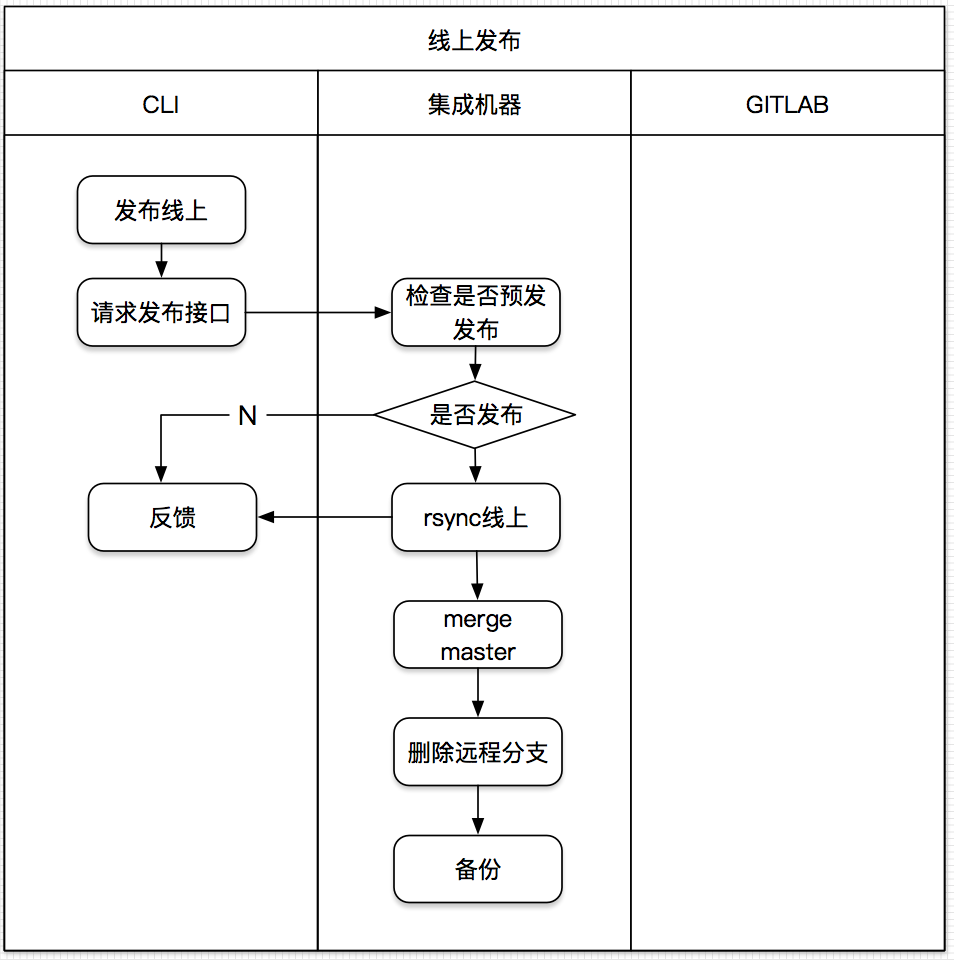 线上发布
CLI
集成机器
GITLAB
发布线上
请求发布接口
检查是否预发
发布
是否发布
N
反馈
rsync线上
merge
master
删除远程分支
备份